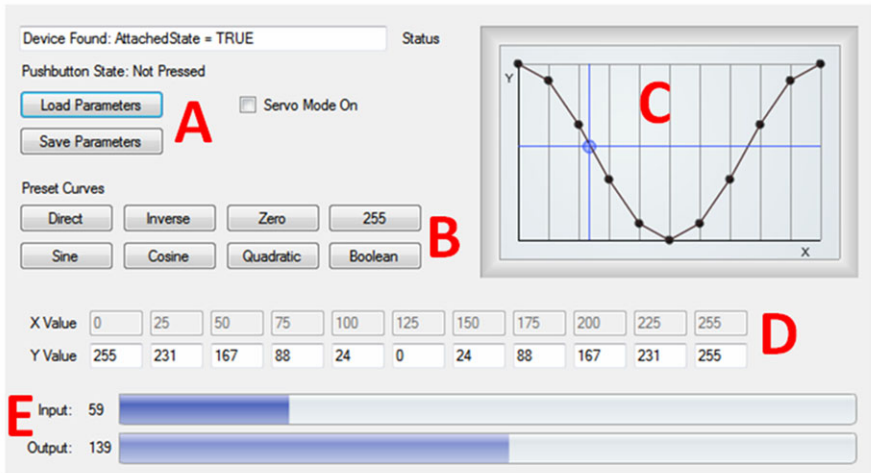 Device Found: AttachedState = TRUE Status
Pushbutton State: Not Pressed
Load Parameters A Servo Mode On
Save Parameters
Preset Curves
Direct Inverse Zero 255
B
Sine Cosine Quadratic Boolean
Y
C
X
X Value 0 25 50 75 100 125 150 175 200 225 255
D
Y Value 255 231 167 88 24 0 24 88 167 231 255
E Input: 59
Output: 139